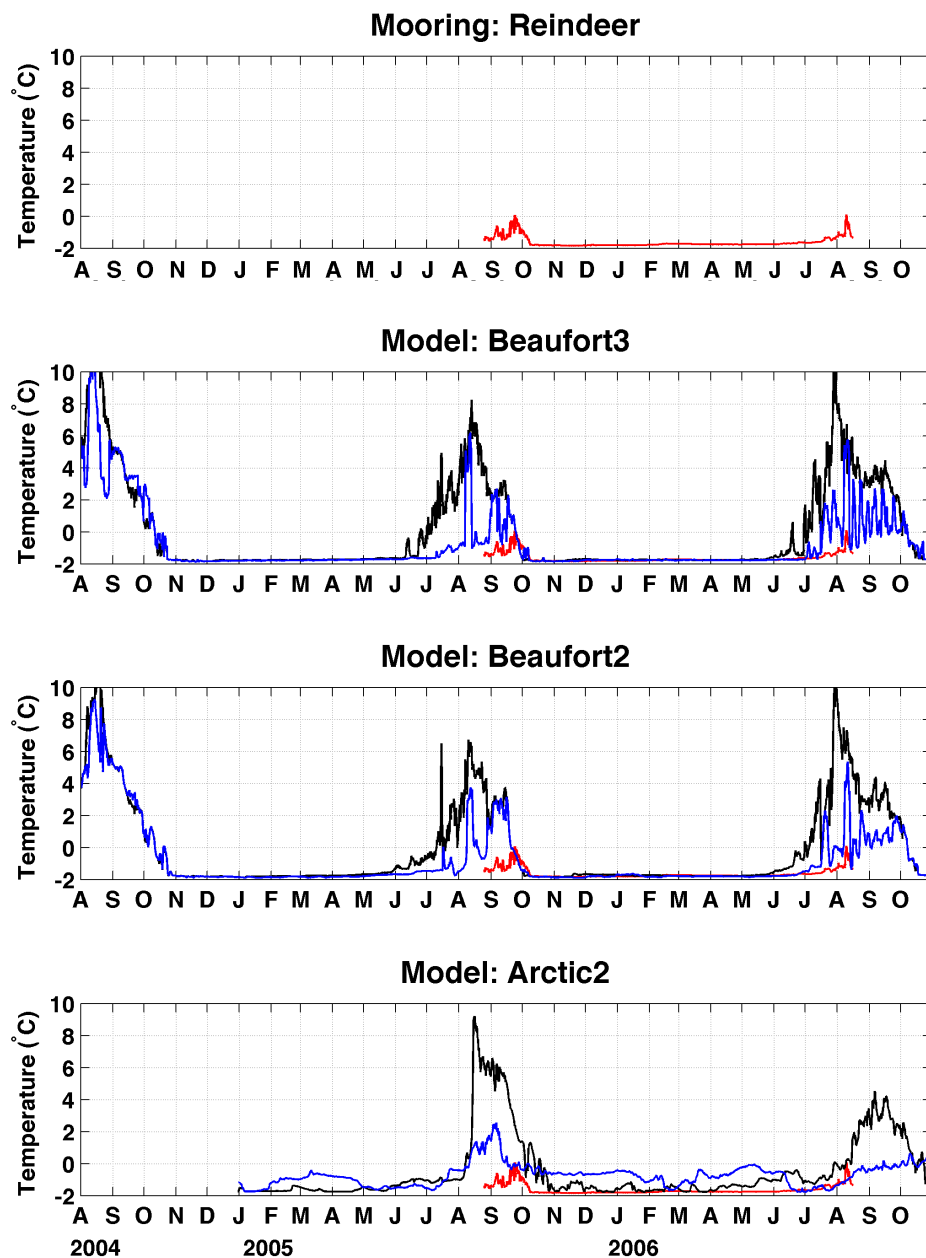 Mooring: Reindeer
Temperature (°C)
10
8
6
4
2
0
-2
A S O N D J F M A M J J A S O N D J F M A M J J A S O
Model: Beaufort3
Temperature (°C)
10
8
6
4
2
0
-2
A S O N D J F M A M J J A S O N D J F M A M J J A S O
Model: Beaufort2
Temperature (°C)
10
8
6
4
2
0
-2
A S O N D J F M A M J J A S O N D J F M A M J J A S O
Model: Arctic2
Temperature (°C)
10
8
6
4
2
0
-2
A S O N D J F M A M J J A S O N D J F M A M J J A S O
2004 2005 2006